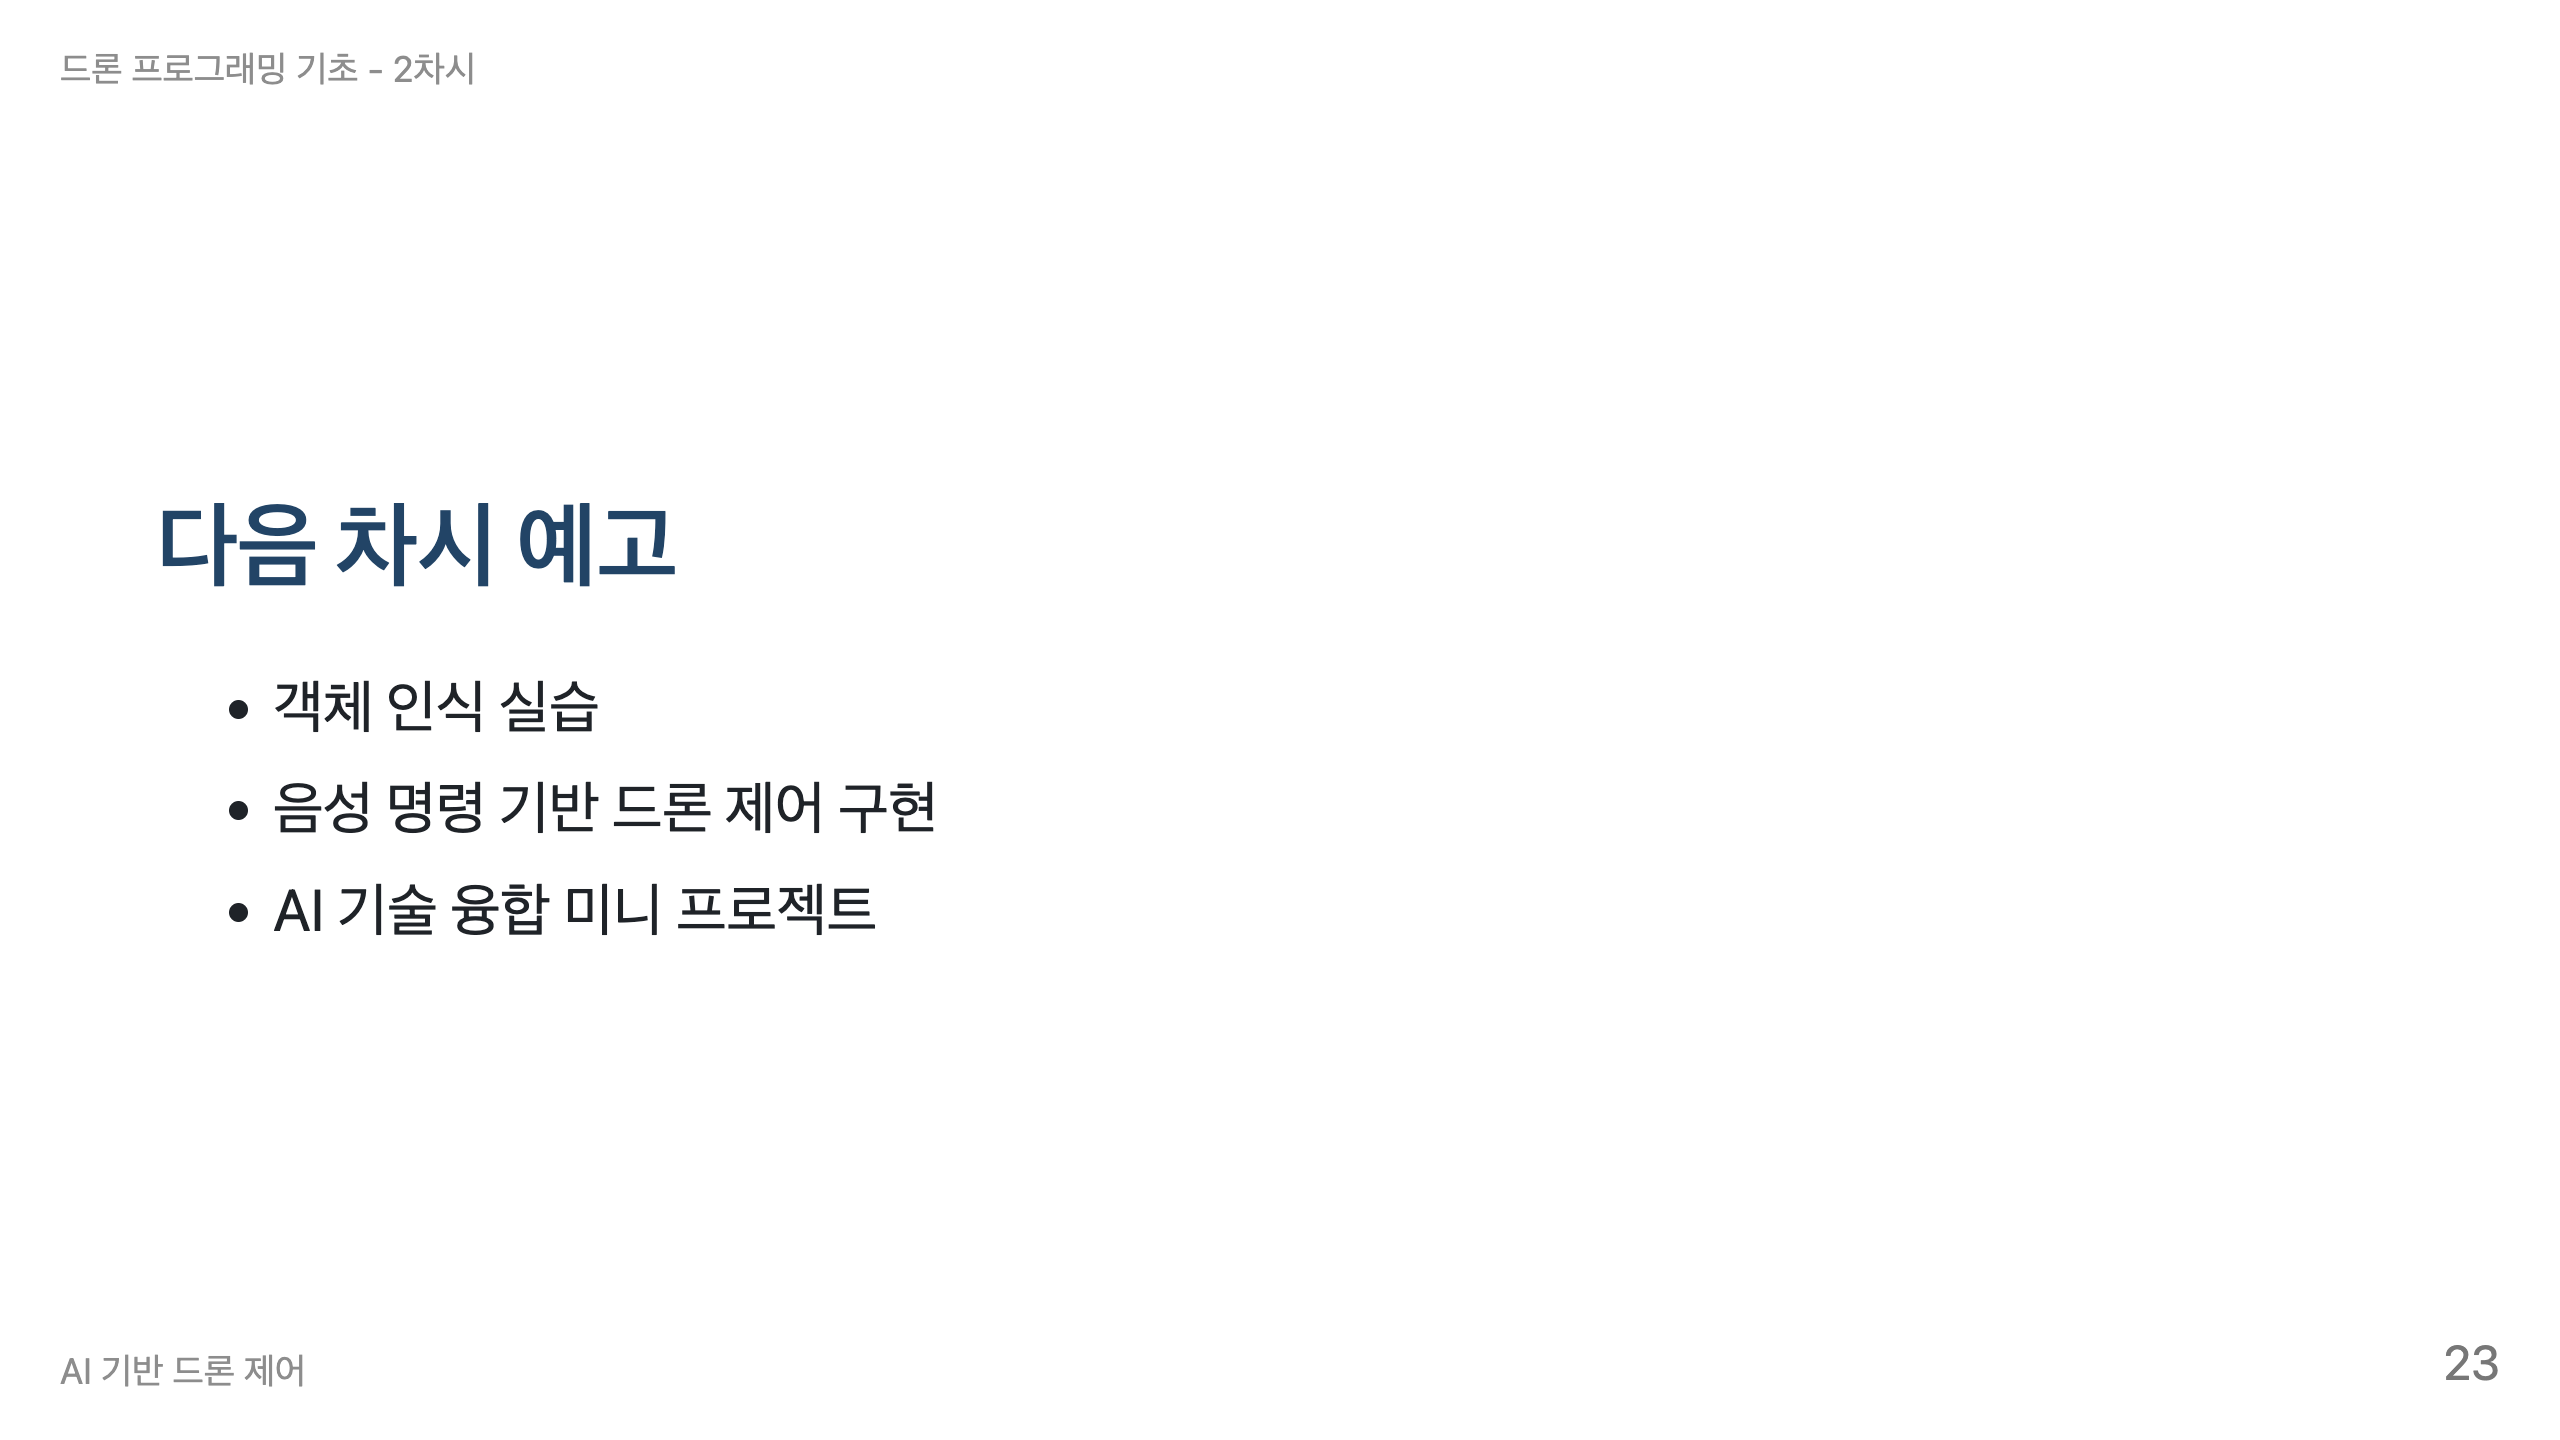 드론 프로그래밍 기초 - 2차시
다음 차시 예고
• 객체 인식 실습
• 음성 명령 기반 드론 제어 구현
• AI 기술 융합 미니 프로젝트
AI 기반 드론 제어
23